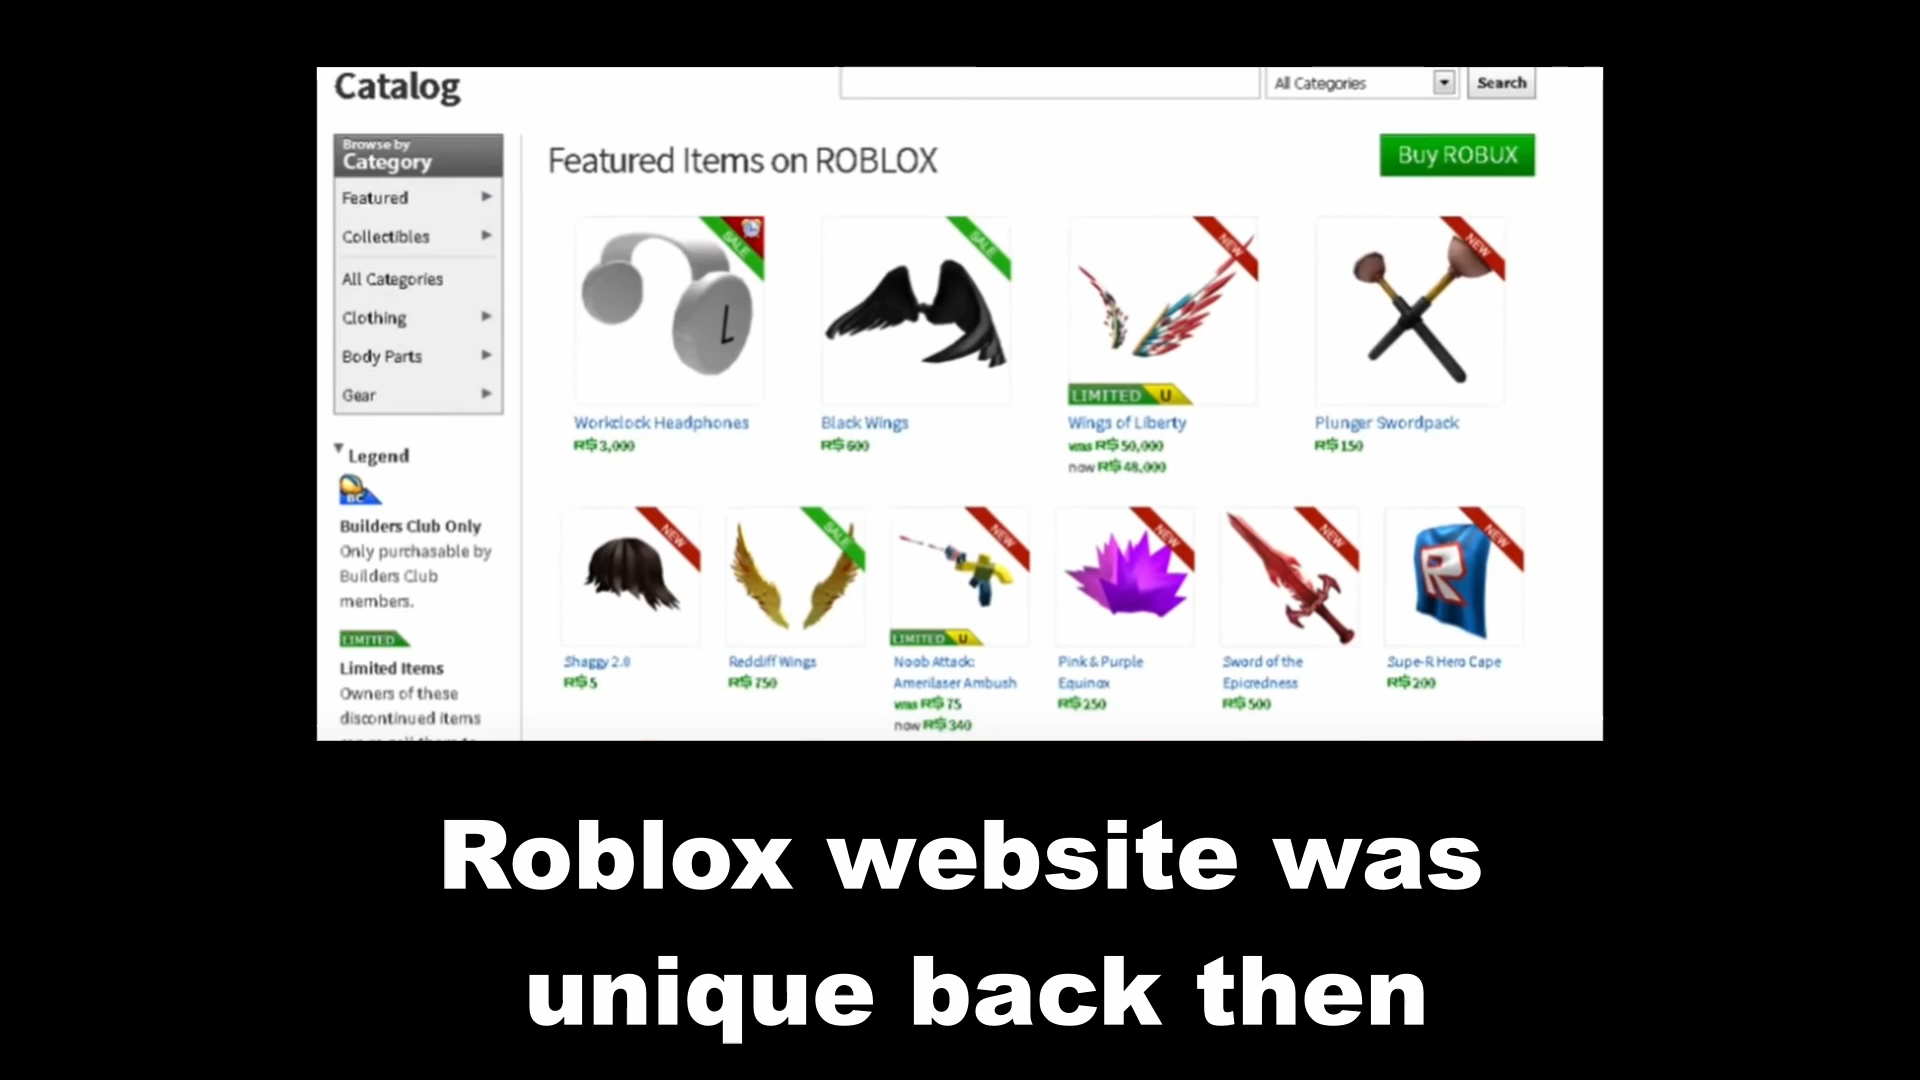 Catalog
All Categories
Search
Browse by
Category
Featured
Collectibles
All Categories
Clothing
Body Parts
Gear
Legend
BC
Builders Club Only
Only purchasable by
Builders Club
members.
LIMITED
Limited Items
Owners of these
discontinued items
Featured Items on ROBLOX
Buy ROBUX
SALE
L
Workclock Headphones
R$ 3,000
SALE
Black Wings
R$ 600
NEW
LIMITED U
Wings of Liberty
was R$ 50,000
now R$ 48,000
NEW
Plunger Swordpack
R$ 150
NEW
Shaggy 2.0
R$ 5
SALE
Redcliff Wings
R$ 750
NEW
LIMITED U
Noob Attack:
Amerilaser Ambush
was R$ 75
now R$ 340
NEW
Pink & Purple
Equinox
R$ 250
NEW
Sword of the
Epicredness
R$ 500
NEW
R
Supe-R Hero Cape
R$ 200
Roblox website was
unique back then